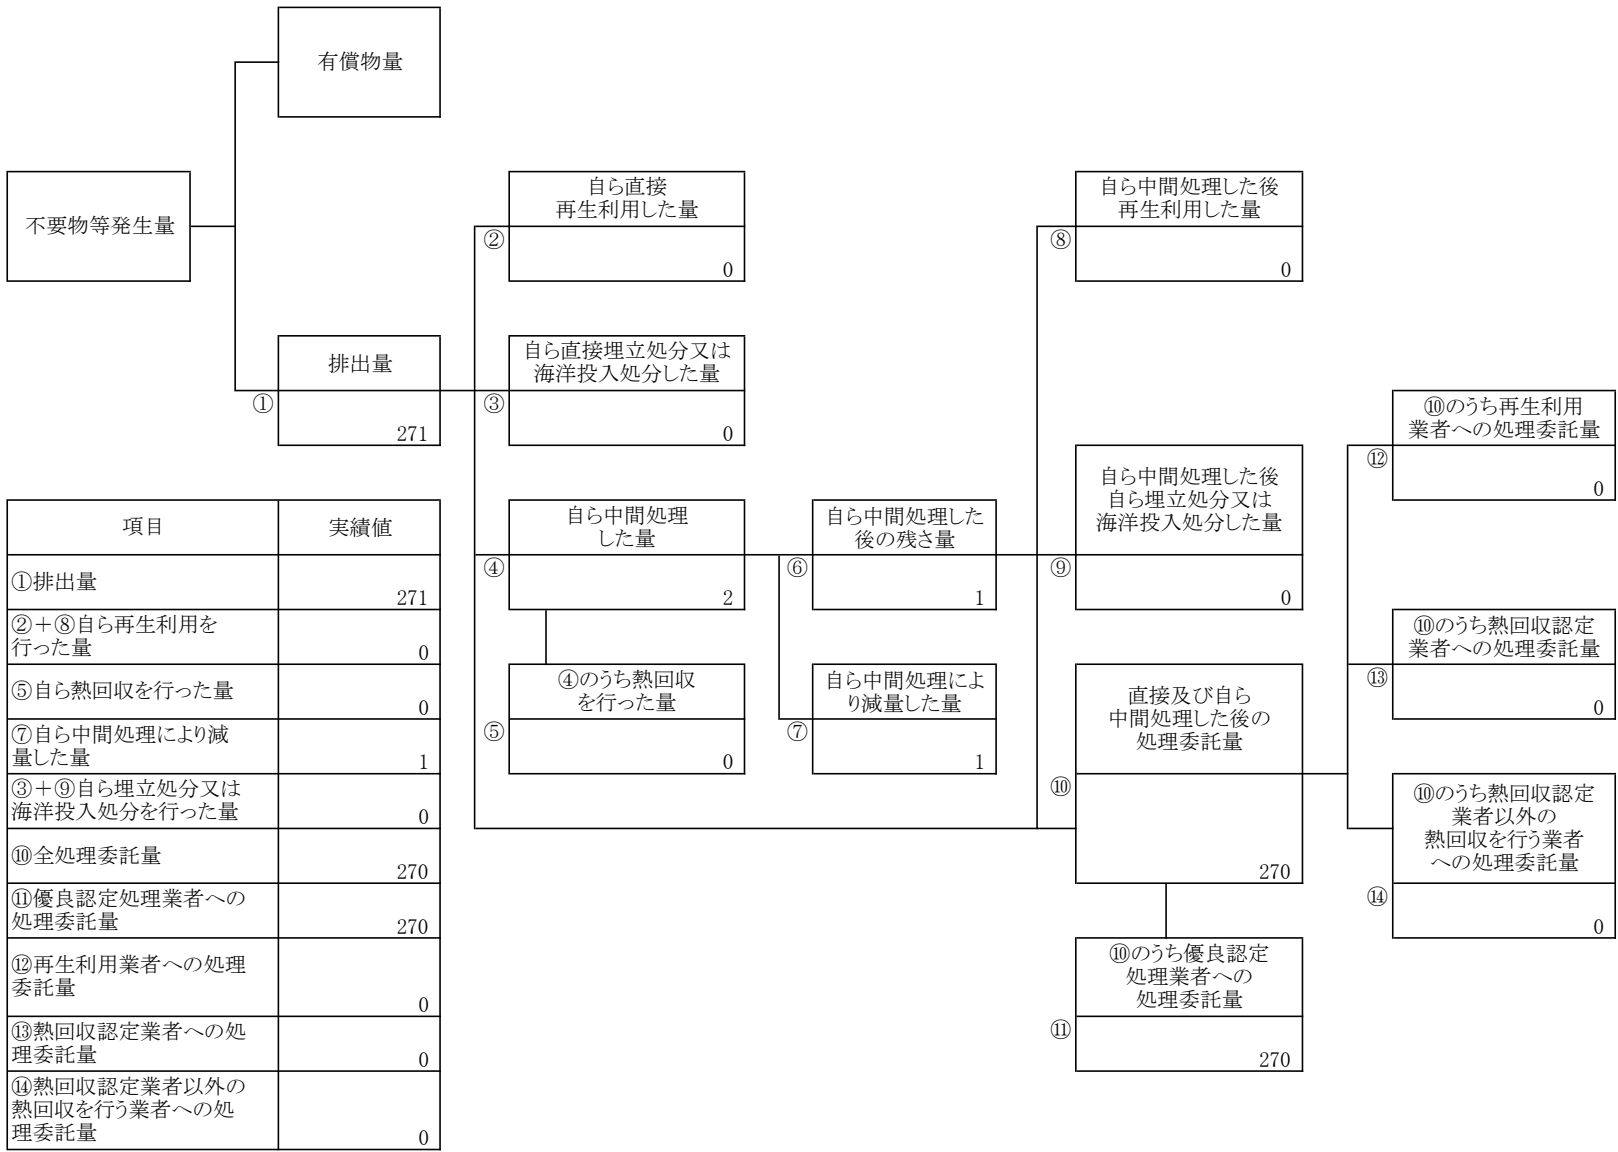 有償物量
不要物等発生量
排出量
①
271
自ら直接
再生利用した量
②
0
自ら直接埋立処分又は
海洋投入処分した量
③
0
自ら中間処理
した量
④
2
④のうち熱回収
を行った量
⑤
0
自ら中間処理した
後の残さ量
⑥
1
自ら中間処理によ
り減量した量
⑦
1
自ら中間処理した後
再生利用した量
⑧
0
自ら中間処理した後
自ら埋立処分又は
海洋投入処分した量
⑨
0
直接及び自ら
中間処理した後の
処理委託量
⑩
270
⑩のうち優良認定
処理業者への
処理委託量
⑪
270
⑩のうち再生利用
業者への処理委託量
⑫
0
⑩のうち熱回収認定
業者への処理委託量
⑬
0
⑩のうち熱回収認定
業者以外の
熱回収を行う業者
への処理委託量
⑭
0
項目 実績値
①排出量
271
②+⑧自ら再生利用を
行った量
0
⑤自ら熱回収を行った量
0
⑦自ら中間処理により減
量した量
1
③+⑨自ら埋立処分又は
海洋投入処分を行った量
0
⑩全処理委託量
270
⑪優良認定処理業者への
処理委託量
270
⑫再生利用業者への処理
委託量
0
⑬熱回収認定業者への処
理委託量
0
⑭熱回収認定業者以外の
熱回収を行う業者への処
理委託量
0